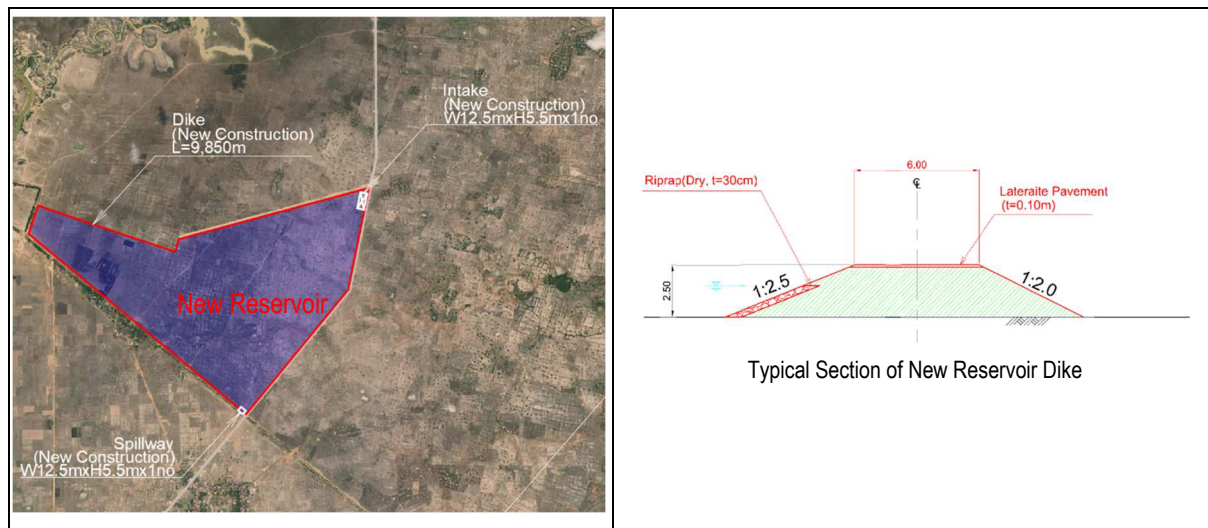 Intake
(New Construction)
W12.5mxH5.5mx1no
Dike
(New Construction)
L=9,850m
New Reservoir
Spillway
(New Construction)
W12.5mxH5.5mx1no
6.00
Riprap(Dry, t=30cm)
Lateraite Pavement
(t=0.10m)
2.50
1:2.5
1:2.0
Typical Section of New Reservoir Dike